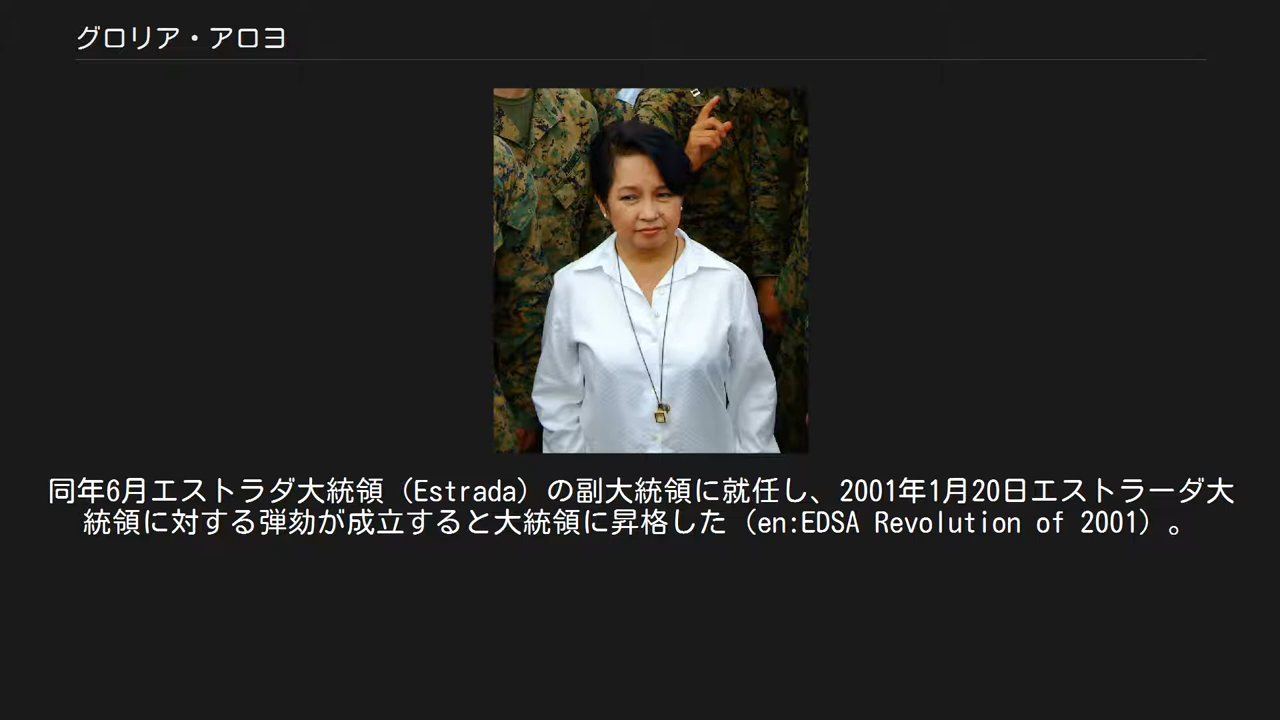 グロリア・アロヨ
同年6月エストラダ大統領（Estrada）の副大統領に就任し、2001年1月20日エストラーダ大
統領に対する弾劾が成立すると大統領に昇格した（en:EDSA Revolution of 2001）。